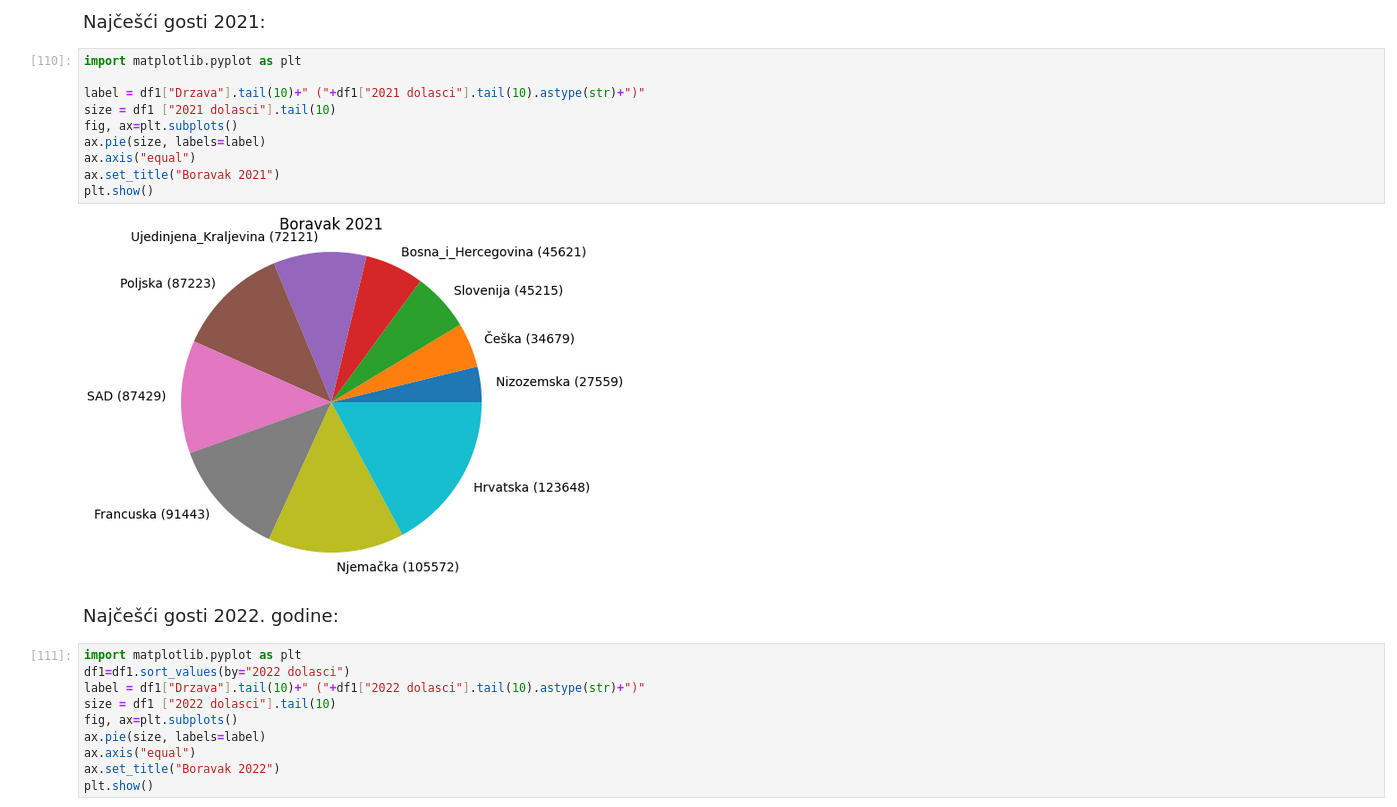 Najčešći gosti 2021:
[110]:
import matplotlib.pyplot as plt
label = df1["Drzava"].tail(10)+" ("+df1["2021 dolasci"].tail(10).astype(str)+")"
size = df1 ["2021 dolasci"].tail(10)
fig, ax=plt.subplots()
ax.pie(size, labels=label)
ax.axis("equal")
ax.set_title("Boravak 2021")
plt.show()
Boravak 2021
Ujedinjena_Kraljevina (72121)
Bosna_i_Hercegovina (45621)
Poljska (87223)
Slovenija (45215)
Češka (34679)
Nizozemska (27559)
SAD (87429)
Hrvatska (123648)
Francuska (91443)
Njemačka (105572)
Najčešći gosti 2022. godine:
[111]:
import matplotlib.pyplot as plt
df1=df1.sort_values(by="2022 dolasci")
label = df1["Drzava"].tail(10)+" ("+df1["2022 dolasci"].tail(10).astype(str)+")"
size = df1 ["2022 dolasci"].tail(10)
fig, ax=plt.subplots()
ax.pie(size, labels=label)
ax.axis("equal")
ax.set_title("Boravak 2022")
plt.show()